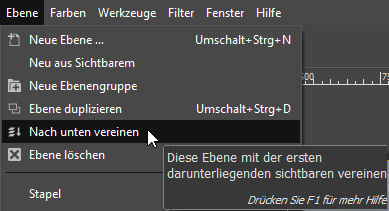 Ebene Farben Werkzeuge Filter Fenster Hilfe
Neue Ebene ... Umschalt+Strg+N
Neu aus Sichtbarem
Neue Ebenengruppe
Ebene duplizieren Umschalt+Strg+D
Nach unten vereinen
Ebene löschen
Diese Ebene mit der ersten
darunterliegenden sichtbaren vereinen
Drücken Sie F1 für mehr Hilfe
Stapel